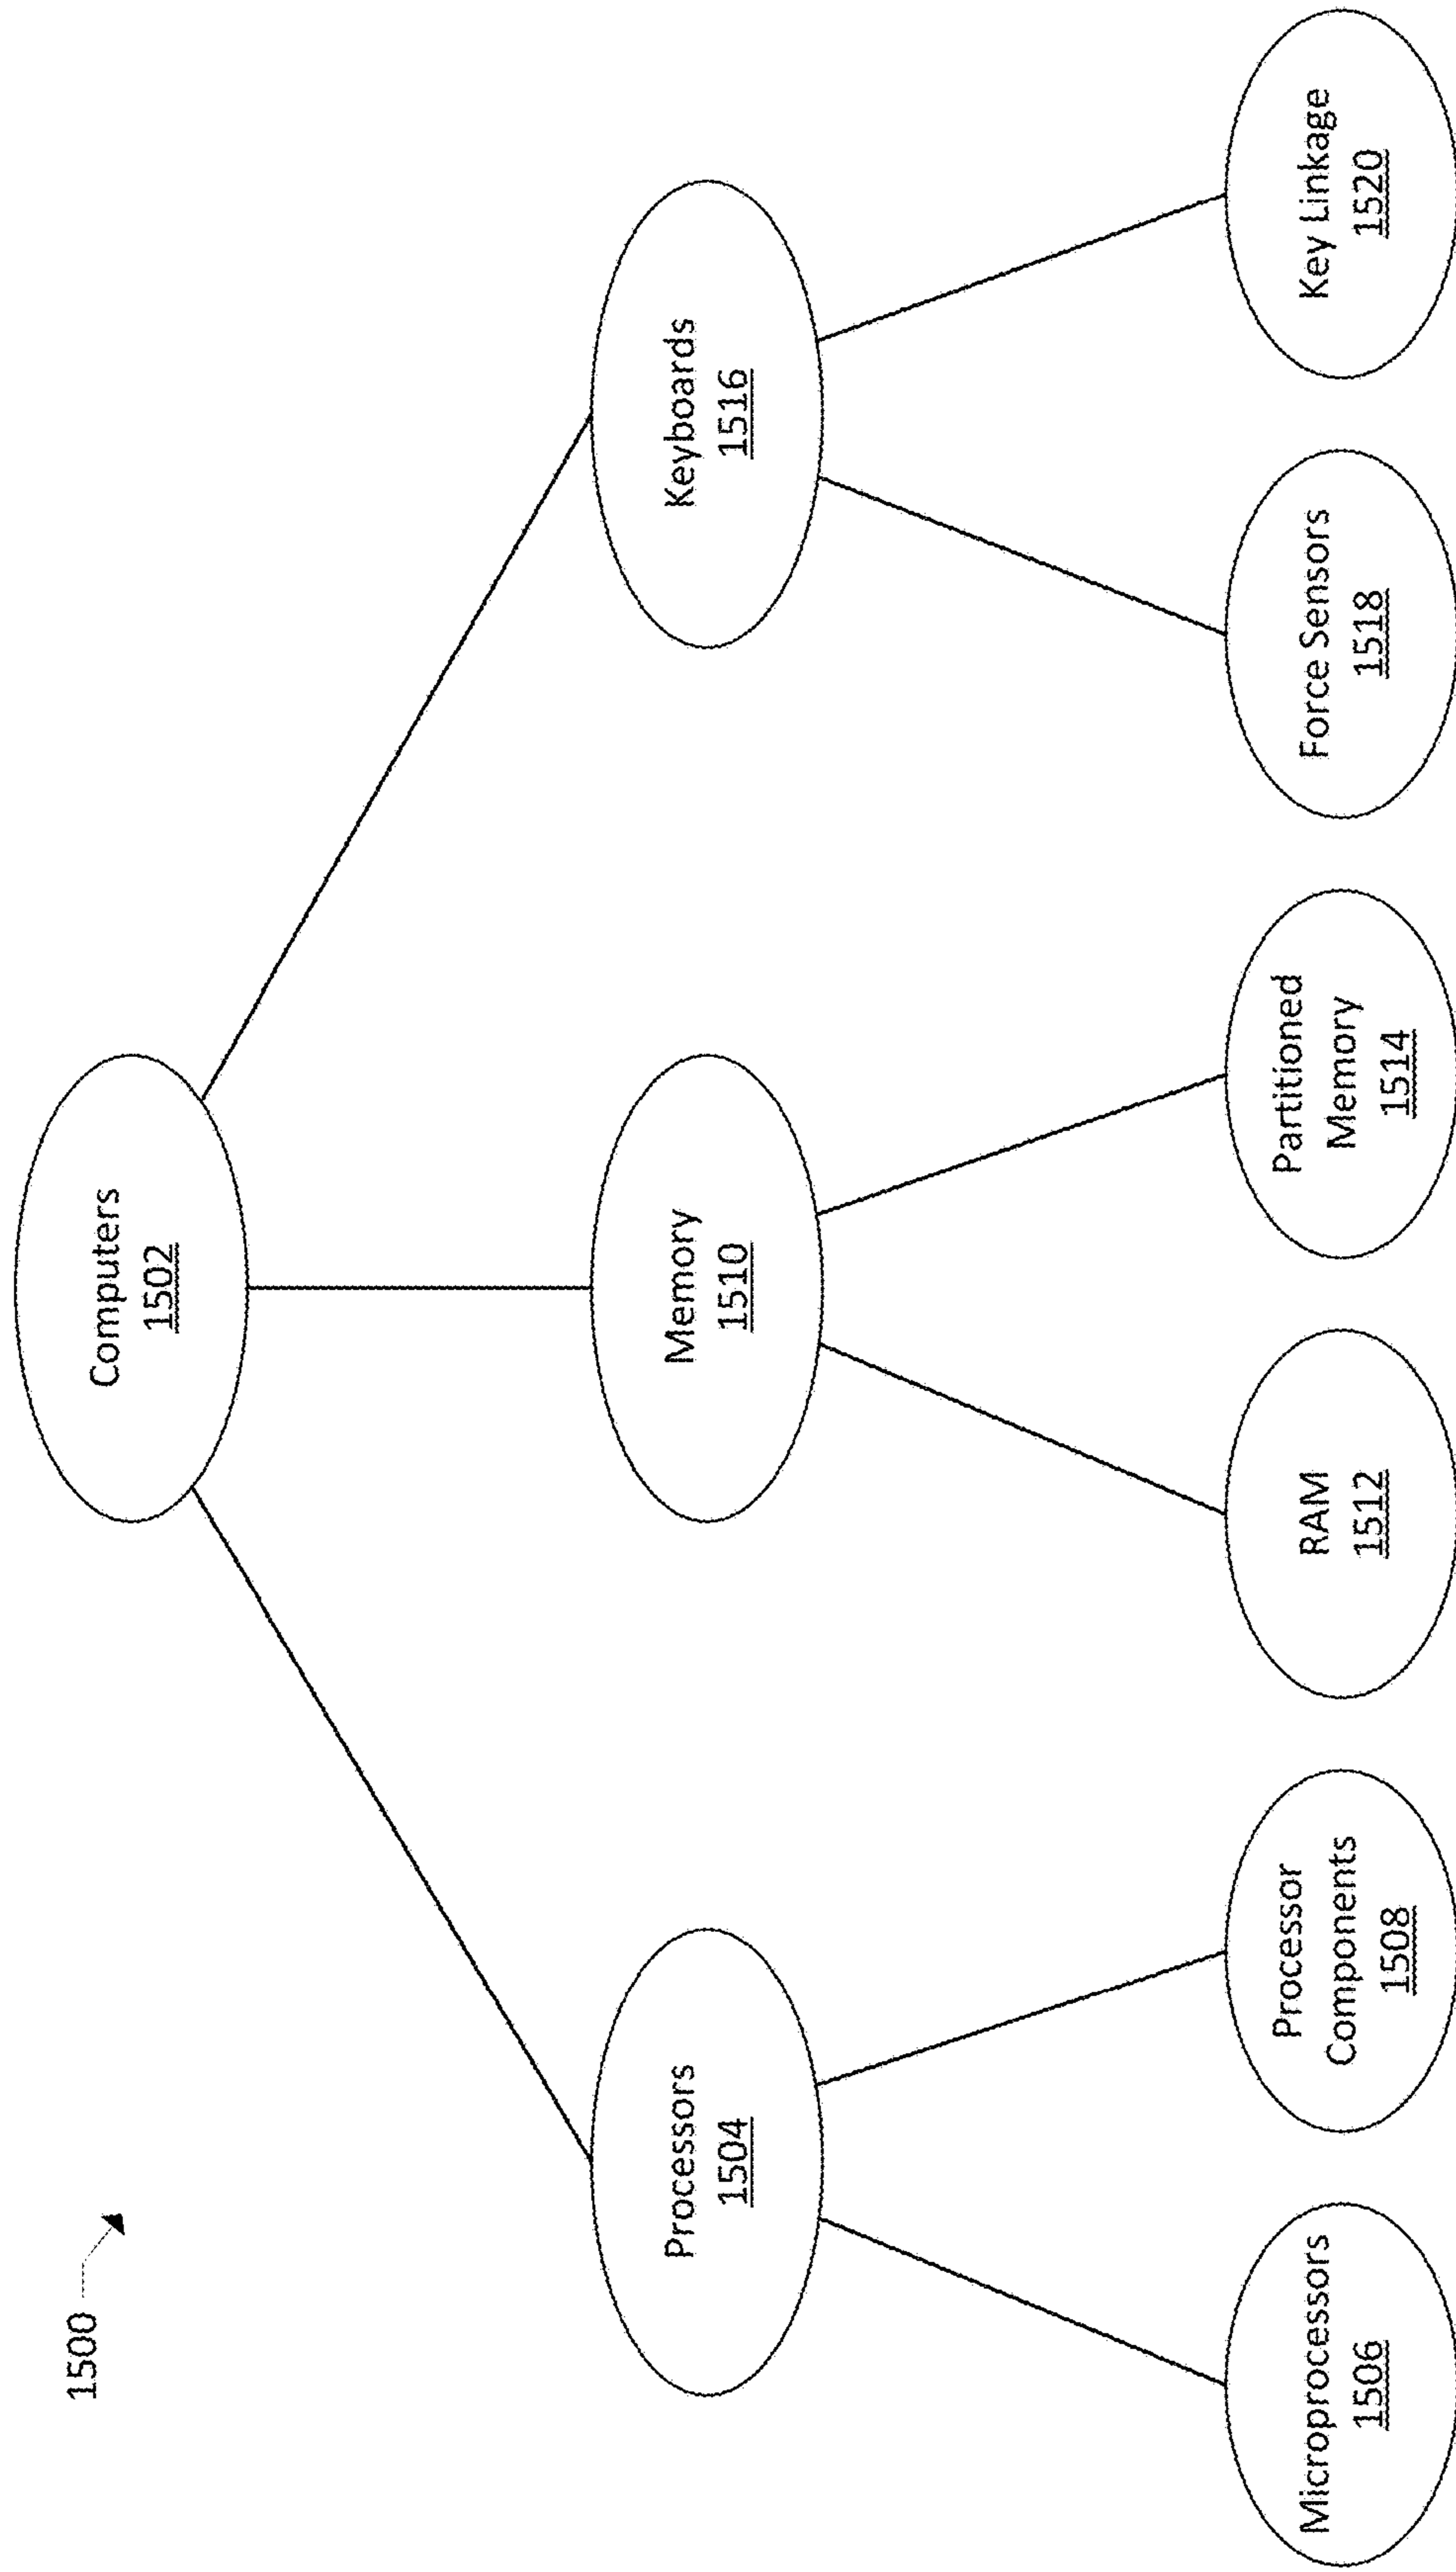 1500
Computers
1502
Processors
1504
Memory
1510
Keyboards
1516
Microprocessors
1506
Processor
Components
1508
RAM
1512
Partitioned
Memory
1514
Force Sensors
1518
Key Linkage
1520